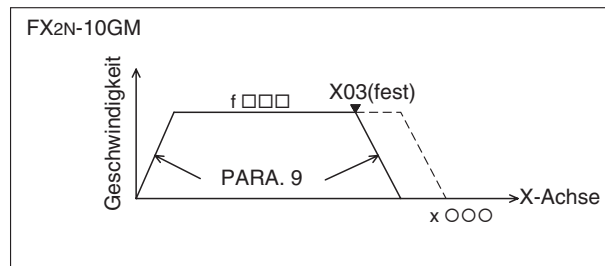 FX2N-10GM
Geschwindigkeit
f □□□
X03(fest)
PARA. 9
X-Achse
x ○○○